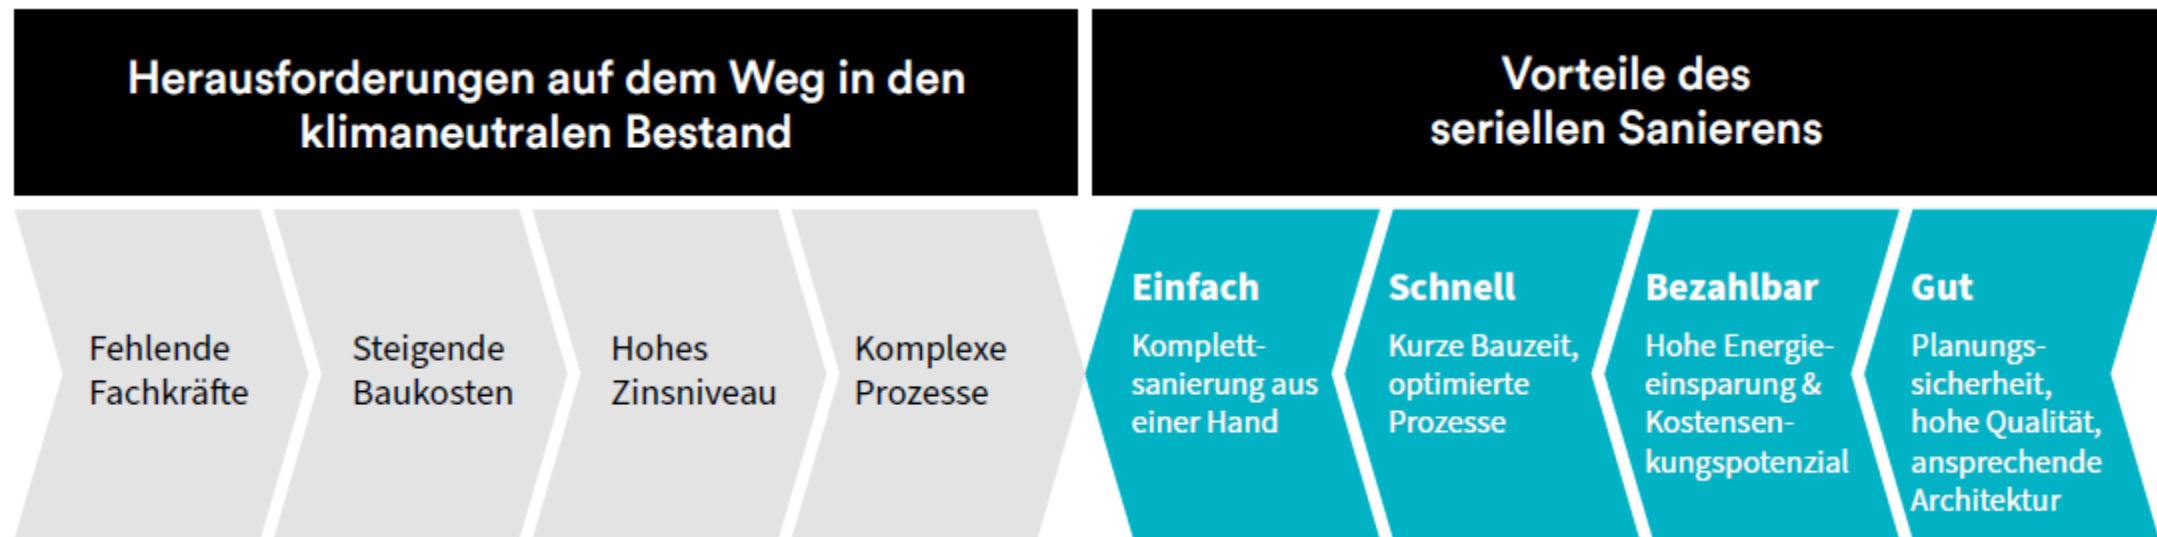 Herausforderungen auf dem Weg in den
klimaneutralen Bestand
Vorteile des
seriellen Sanierens
Fehlende
Fachkräfte
Steigende
Baukosten
Hohes
Zinsniveau
Komplexe
Prozesse
Einfach
Komplett-
sanierung aus
einer Hand
Schnell
Kurze Bauzeit,
optimierte
Prozesse
Bezahlbar
Hohe Energie-
einsparung &
Kostensen-
kungspotenzial
Gut
Planungs-
sicherheit,
hohe Qualität,
ansprechende
Architektur